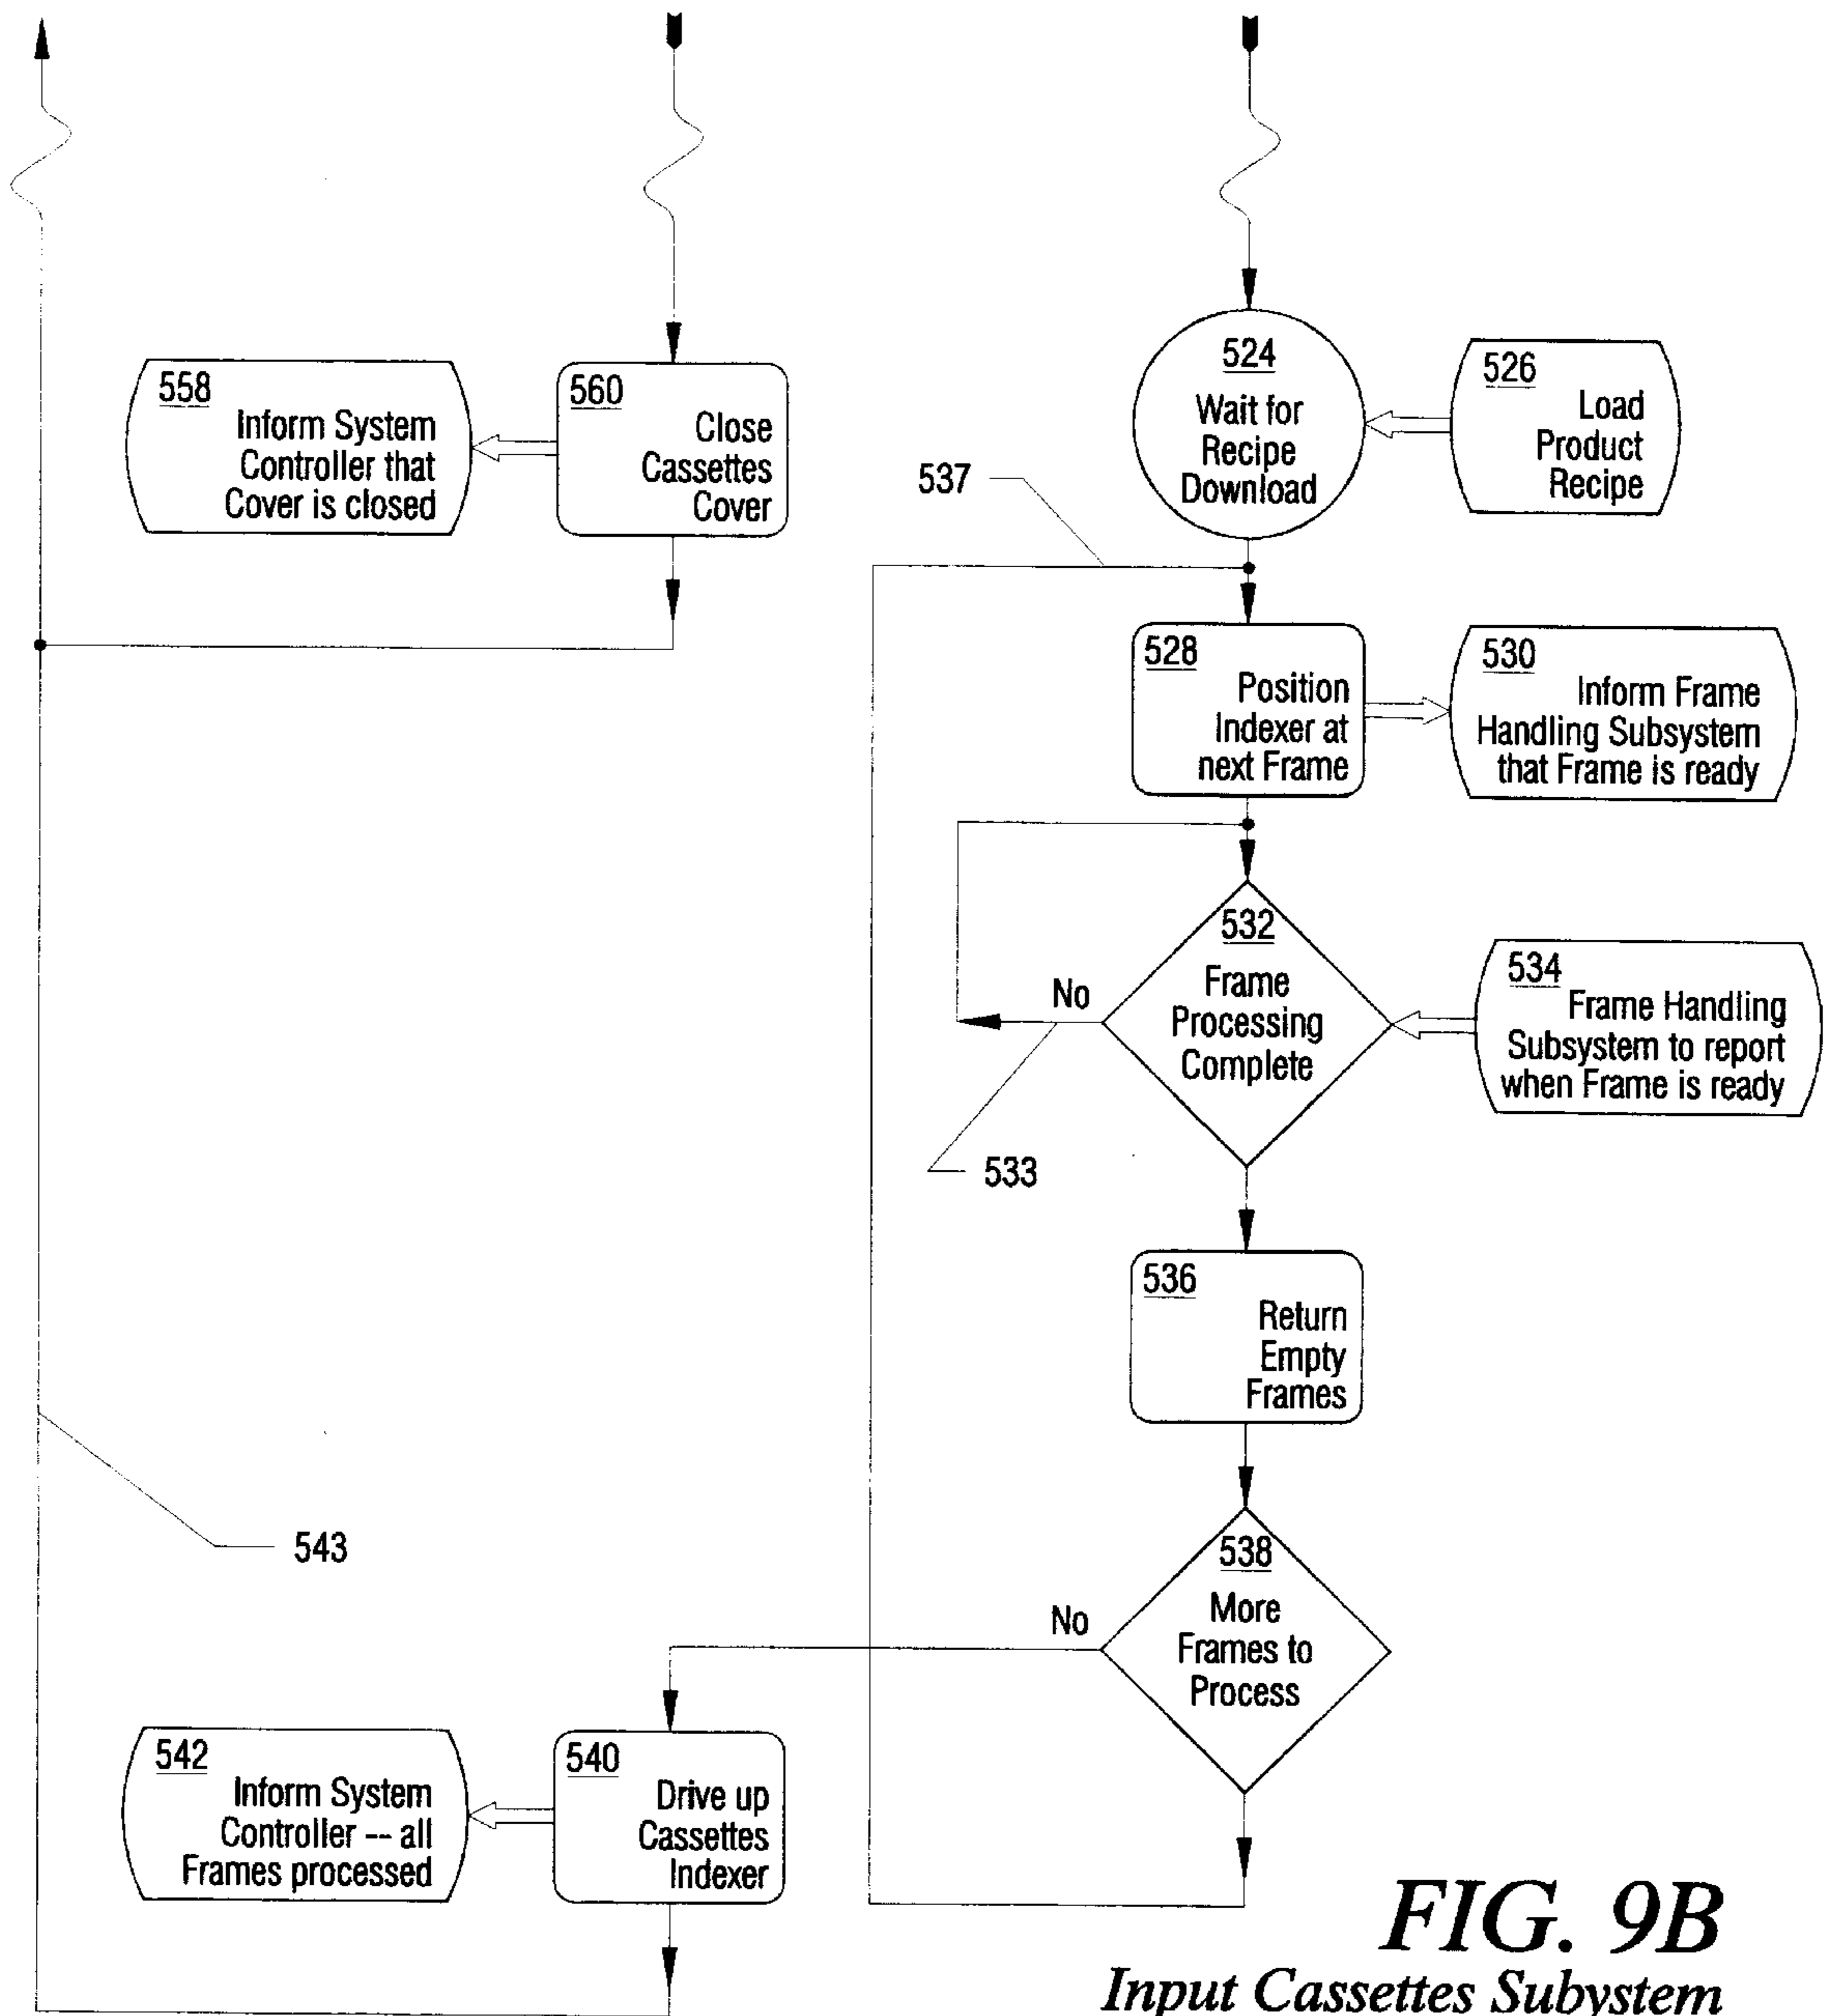 558
Inform System
Controller that
Cover is closed
560
Close
Cassettes
Cover
524
Wait for
Recipe
Download
526
Load
Product
Recipe
537
528
Position
Indexer at
next Frame
530
Inform Frame
Handling Subsystem
that Frame is ready
532
Frame
Processing
Complete
No
533
534
Frame Handling
Subsystem to report
when Frame is ready
536
Return
Empty
Frames
543
538
More
Frames to
Process
No
542
Inform System
Controller -- all
Frames processed
540
Drive up
Cassettes
Indexer
FIG. 9B
Input Cassettes Subystem